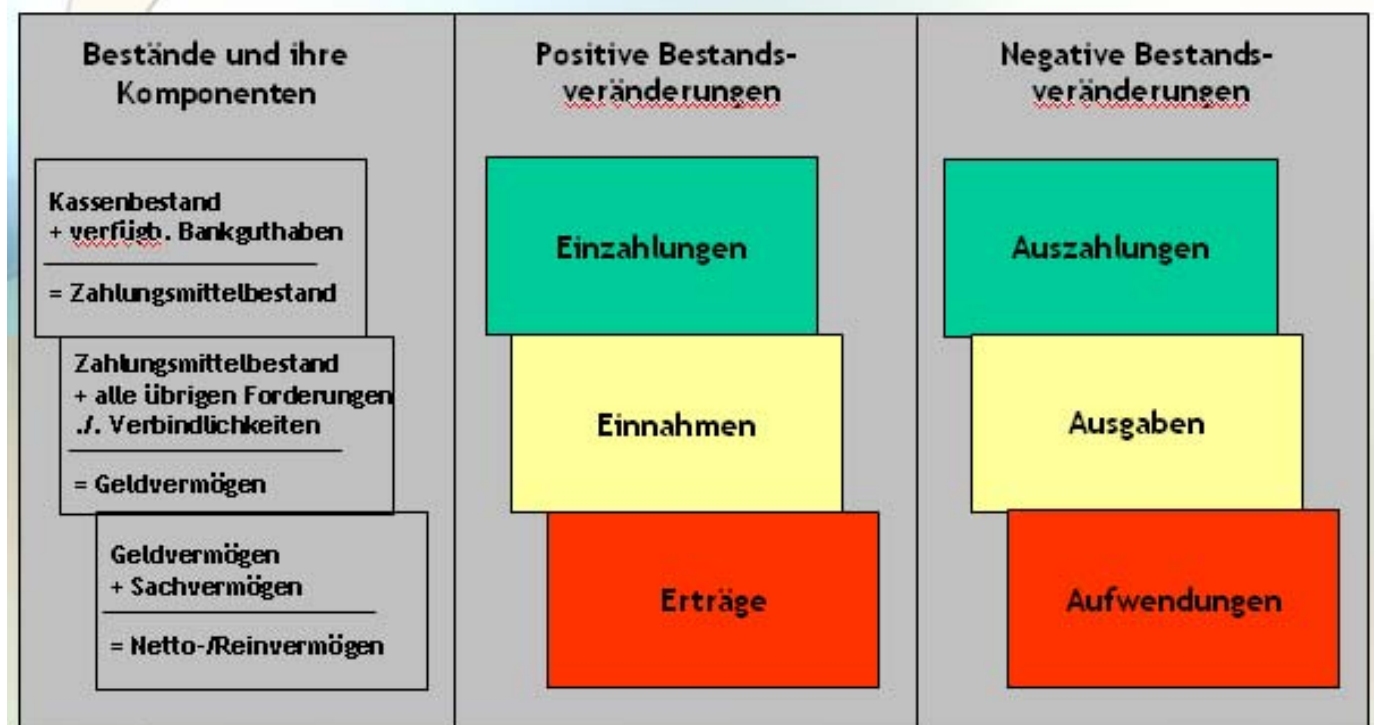 Bestände und ihre
Komponenten
Kassenbestand
+ verfügb. Bankguthaben
= Zahlungsmittelbestand
Zahlungsmittelbestand
+ alle übrigen Forderungen
./. Verbindlichkeiten
= Geldvermögen
Geldvermögen
+ Sachvermögen
= Netto-/Reinvermögen
Positive Bestands-
veränderungen
Einzahlungen
Einnahmen
Erträge
Negative Bestands-
veränderungen
Auszahlungen
Ausgaben
Aufwendungen